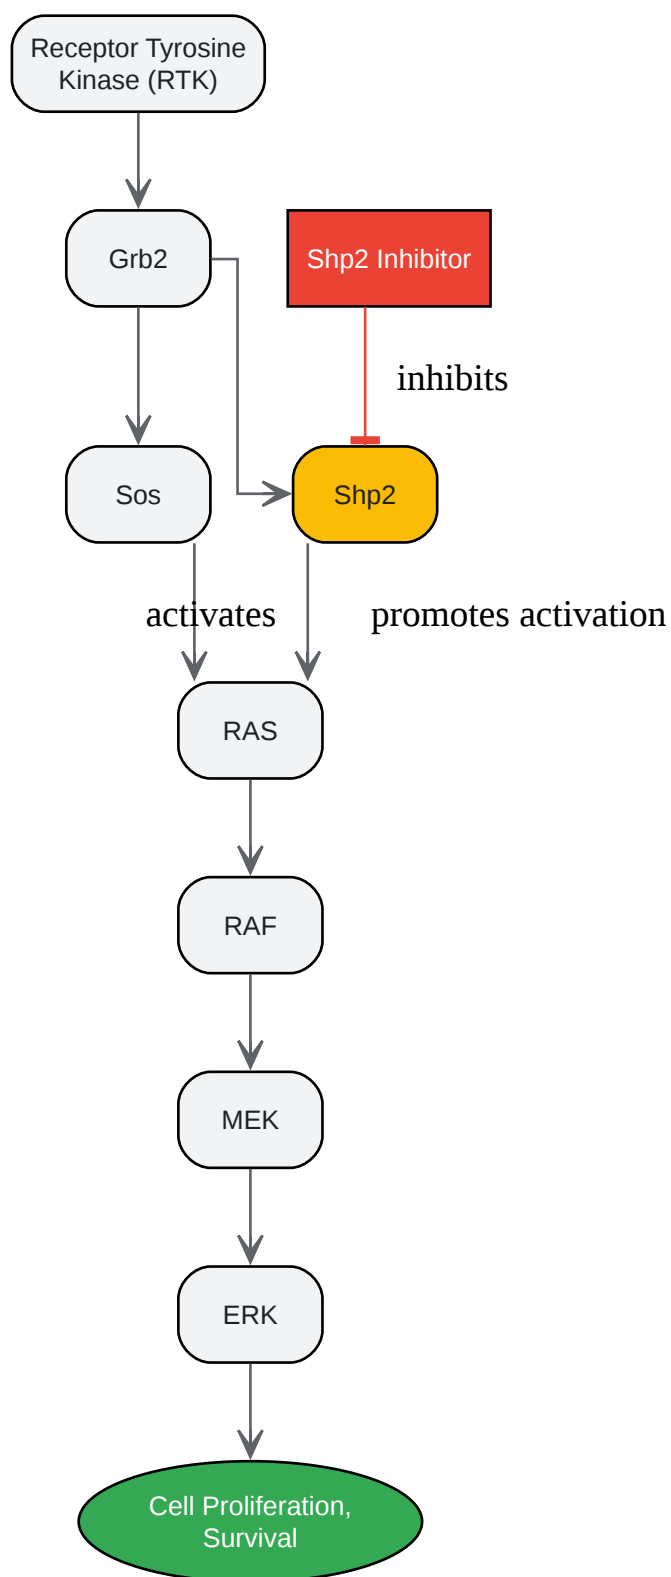 Receptor Tyrosine
Kinase (RTK)
Grb2
Shp2 Inhibitor
inhibits
Sos
Shp2
activates
promotes activation
RAS
RAF
MEK
ERK
Cell Proliferation,
Survival